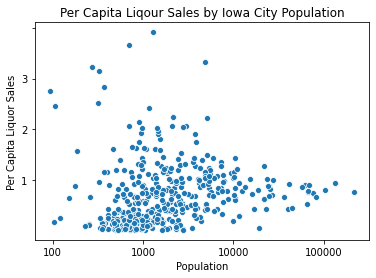 Per Capita Liqour Sales by Iowa City Population
3
2
1
Per Capita Liquor Sales
100
1000
10000
100000
Population